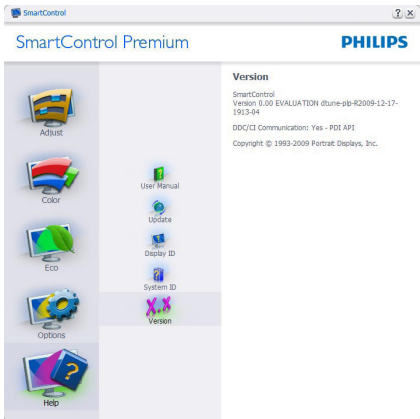 SmartControl
? X
SmartControl Premium
PHILIPS
Adjust
Color
Eco
Options
Help
User Manual
Update
Display ID
System ID
X.X
Version
Version
SmartControl
Version 0.00 EVALUATION dtune-plp-R2009-12-17-
1913-04
DDC/CI Communication: Yes - PDI API
Copyright © 1993-2009 Portrait Displays, Inc.